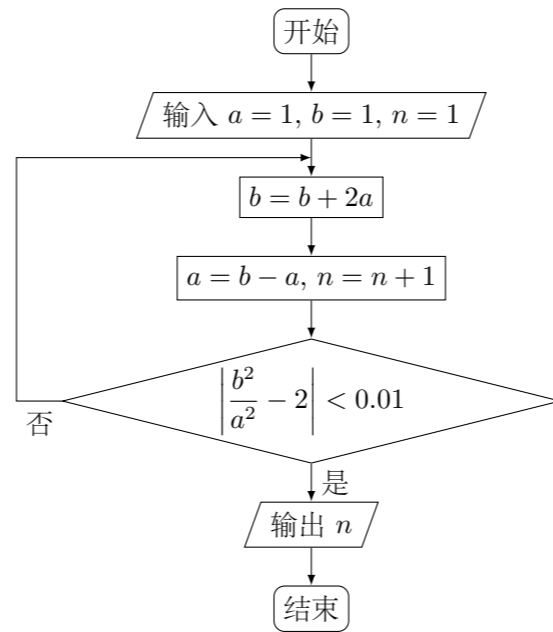 开始
输入 a = 1, b = 1, n = 1
b = b + 2a
a = b − a, n = n + 1
|b²/a² − 2| < 0.01
否
是
输出 n
结束